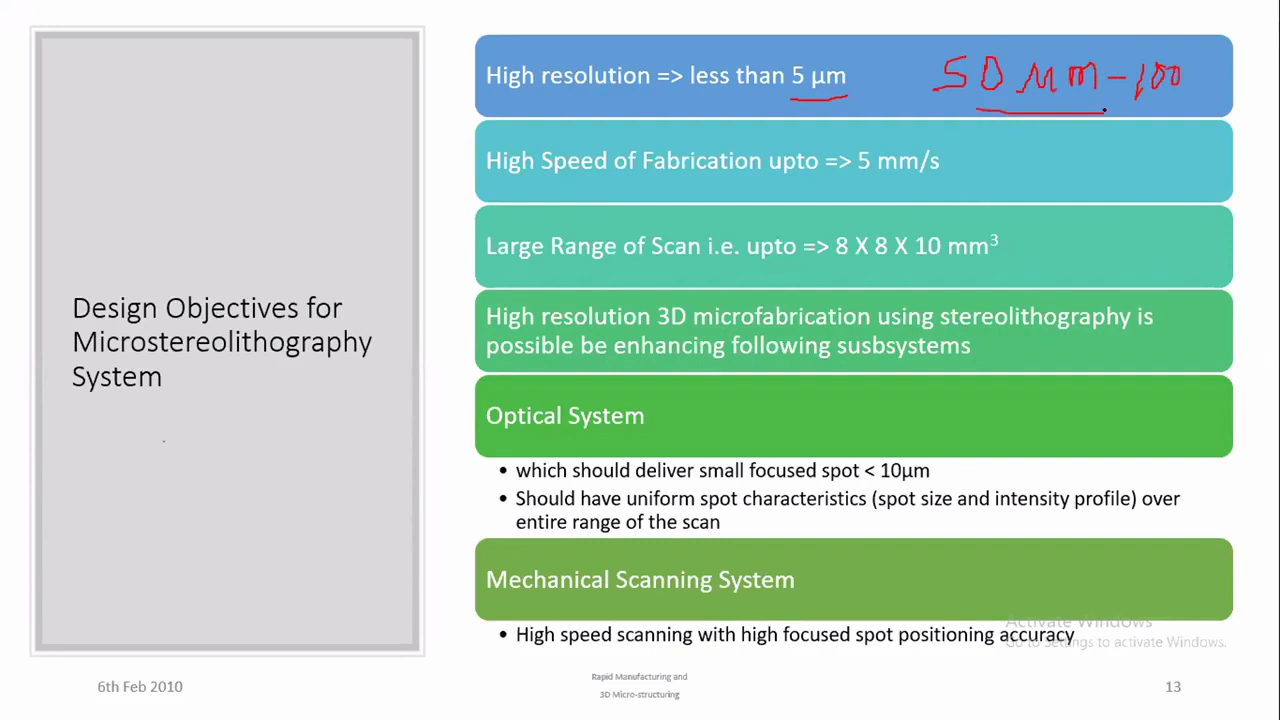 High resolution => less than 5 μm
50 μm - 100
High Speed of Fabrication upto => 5 mm/s
Large Range of Scan i.e. upto => 8 X 8 X 10 mm³
Design Objectives for
Microstereolithography
System
High resolution 3D microfabrication using stereolithography is
possible be enhancing following susbsystems
Optical System
• which should deliver small focused spot < 10μm
• Should have uniform spot characteristics (spot size and intensity profile) over
entire range of the scan
Mechanical Scanning System
• High speed scanning with high focused spot positioning accuracy
Activate Windows
Go to Settings to activate Windows.
6th Feb 2010
Rapid Manufacturing and
3D Micro-structuring
13